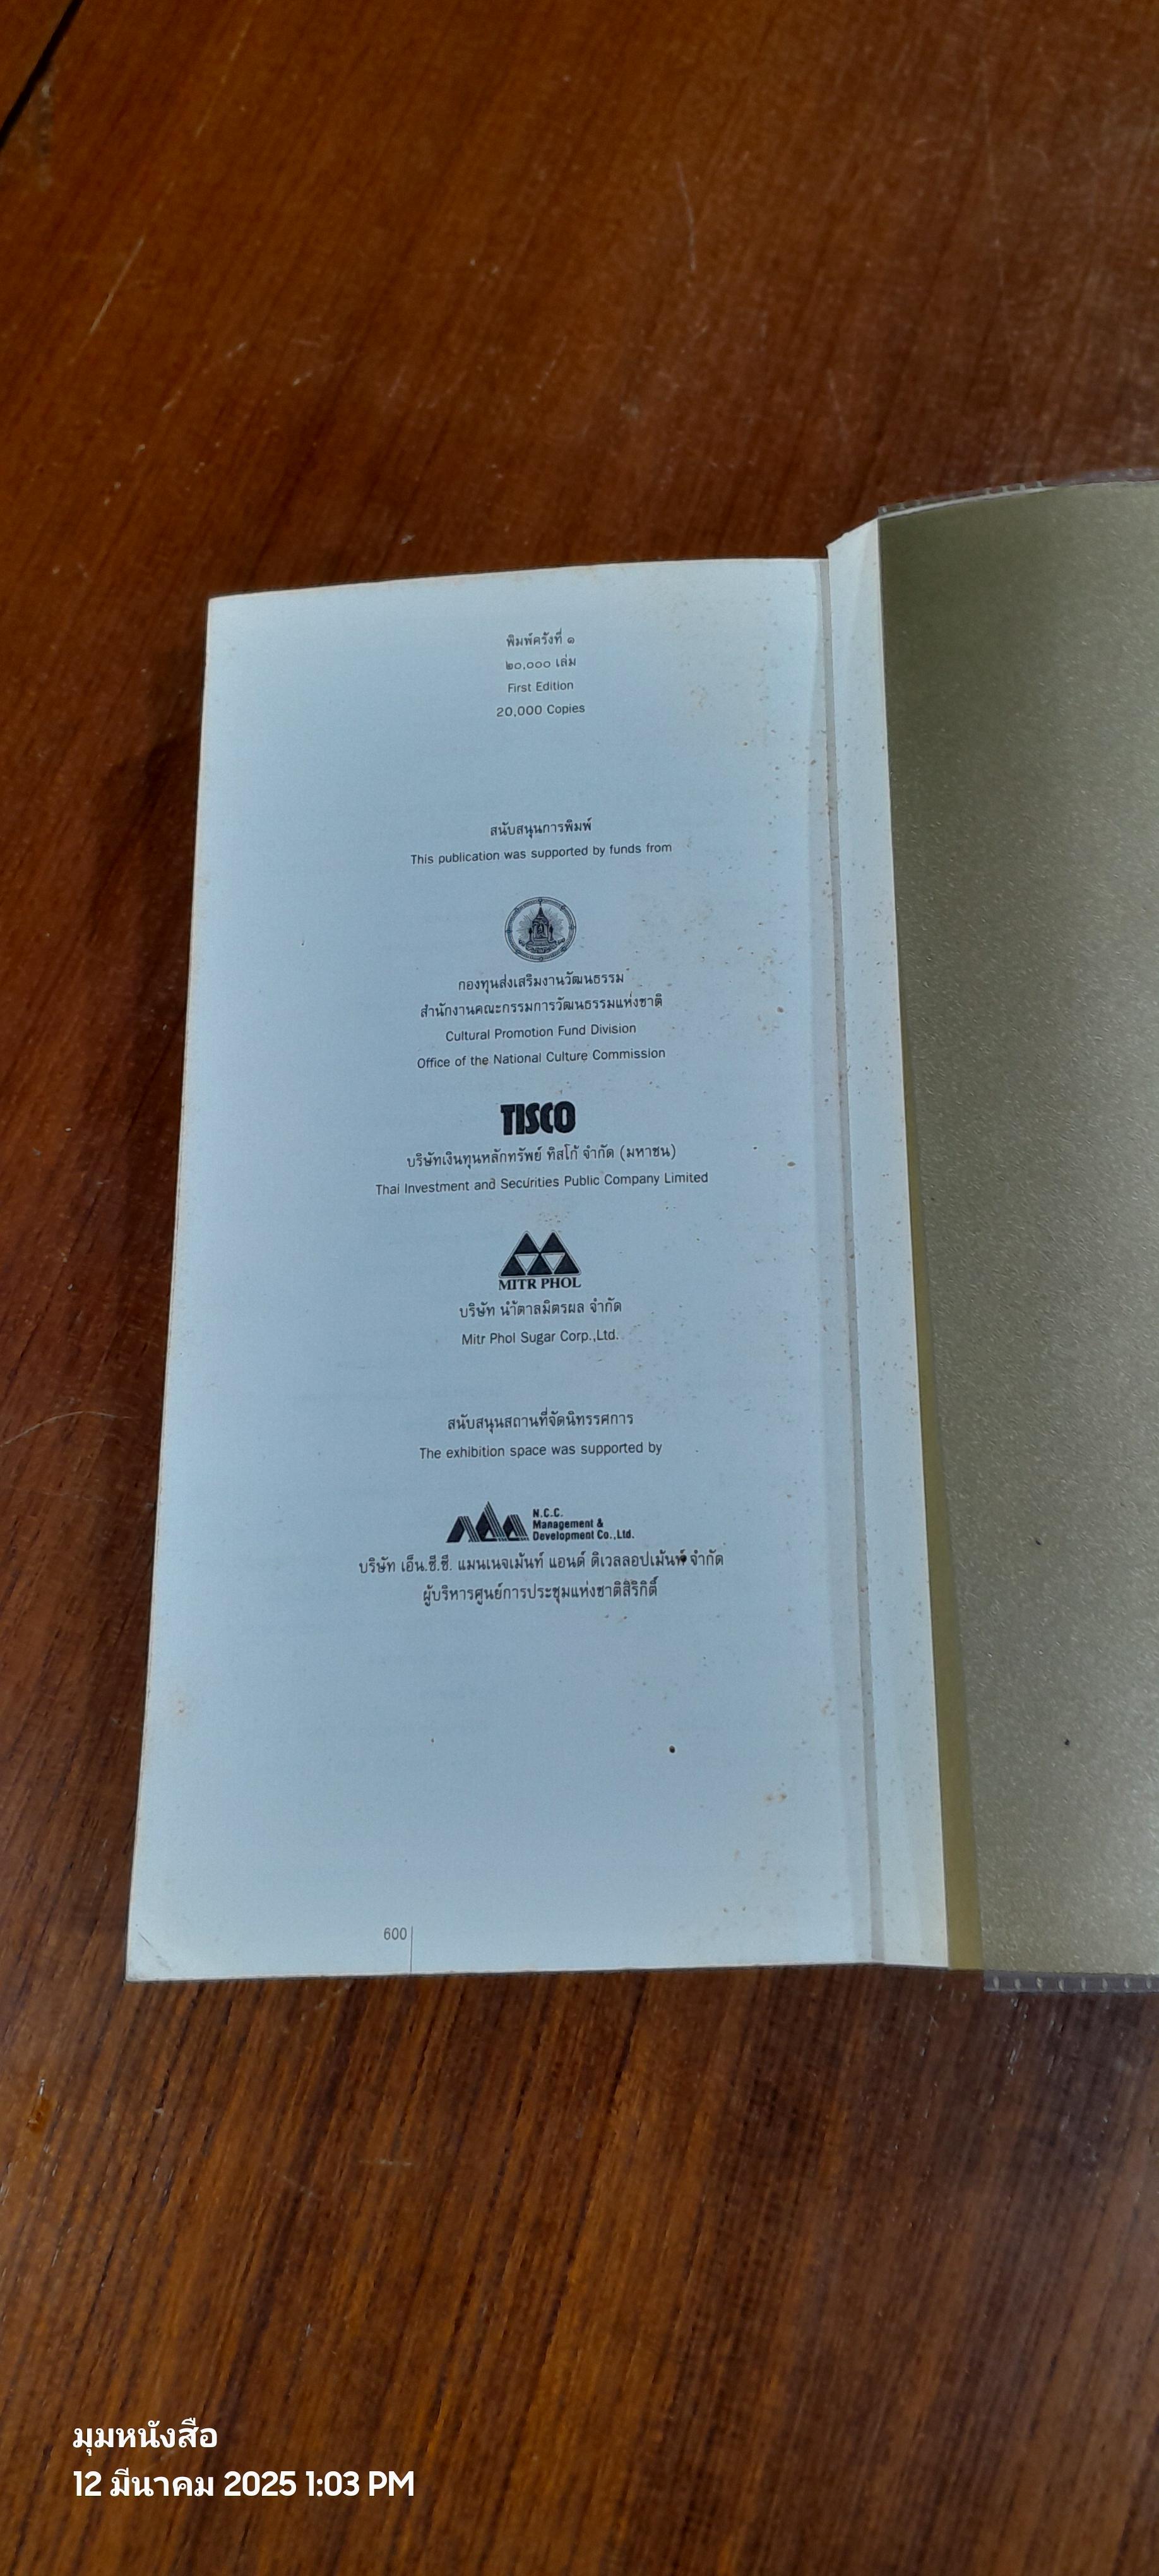 พิมพ์ครั้งที่ ๑
๒๐,๐๐๐ เล่ม
First Edition
20,000 Copies
สนับสนุนการพิมพ์
This publication was supported by funds from
กองทุนส่งเสริมงานวัฒนธรรม
สำนักงานคณะกรรมการวัฒนธรรมแห่งชาติ
Cultural Promotion Fund Division
Office of the National Culture Commission
TISCO
บริษัทเงินทุนหลักทรัพย์ ทิสโก้ จำกัด (มหาชน)
Thai Investment and Securities Public Company Limited
MITR PHOL
บริษัท น้ำตาลมิตรผล จำกัด
Mitr Phol Sugar Corp.,Ltd.
สนับสนุนสถานที่จัดนิทรรศการ
The exhibition space was supported by
N.C.C.
Management &
Development Co.,Ltd.
บริษัท เอ็น.ซี.ซี. แมนเนจเม้นท์ แอนด์ ดิเวลลอปเม้นท์ จำกัด
ผู้บริหารศูนย์การประชุมแห่งชาติสิริกิติ์
600
มุมหนังสือ
12 มีนาคม 2025 1:03 PM